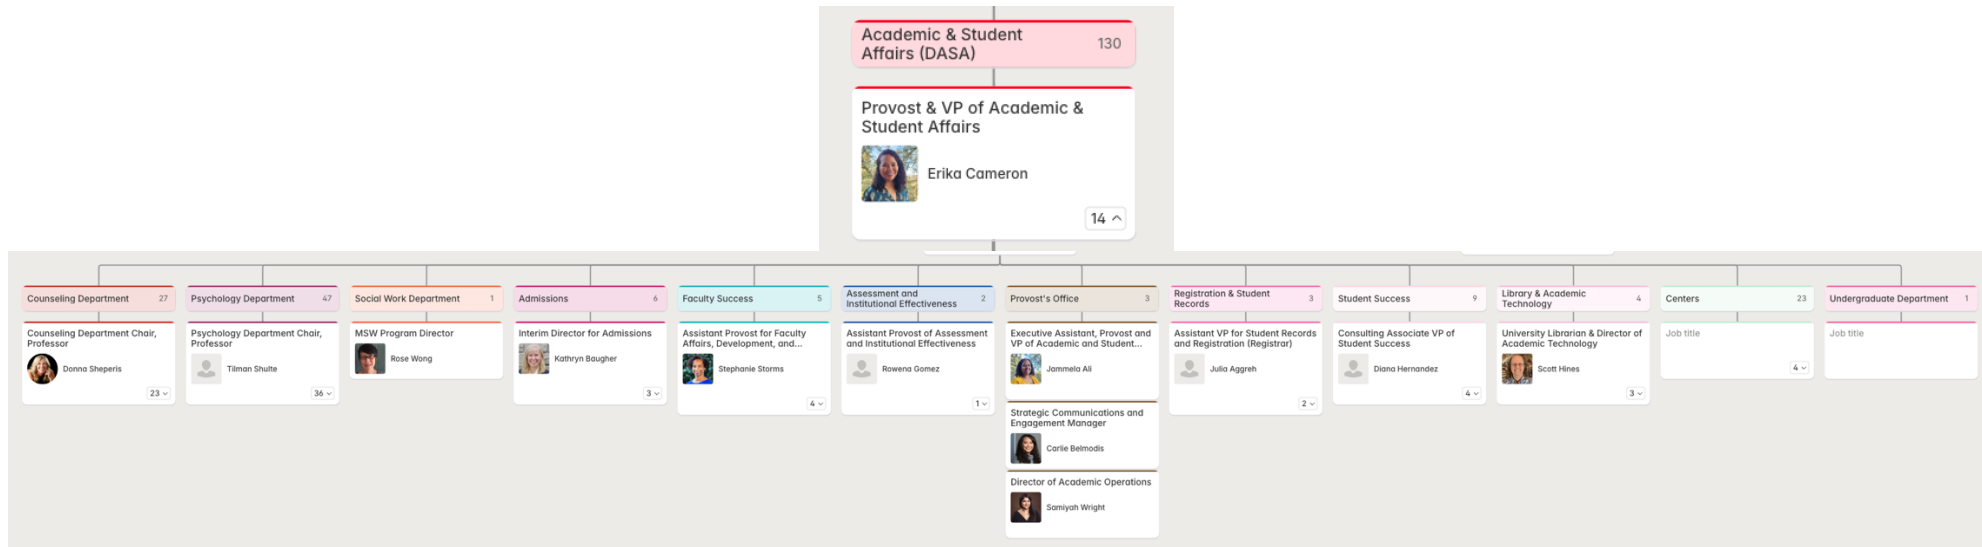 Academic & Student
Affairs (DASA)
130
Provost & VP of Academic &
Student Affairs
Erika Cameron
14
Counseling Department 27
Counseling Department Chair,
Professor
Donna Sheperis
23
Psychology Department 47
Psychology Department Chair,
Professor
Tilman Shulte
36
Social Work Department 1
MSW Program Director
Rose Wong
Admissions 6
Interim Director for Admissions
Kathryn Baugher
3
Faculty Success 5
Assistant Provost for Faculty
Affairs, Development, and...
Stephanie Storms
4
Assessment and
Institutional Effectiveness
2
Assistant Provost of Assessment
and Institutional Effectiveness
Rowena Gomez
1
Provost's Office 3
Executive Assistant, Provost and
VP of Academic and Student...
Jammela Ali
Strategic Communications and
Engagement Manager
Carlie Belmodis
Director of Academic Operations
Samiyah Wright
Registration & Student
Records
3
Assistant VP for Student Records
and Registration (Registrar)
Julia Aggreh
2
Student Success 9
Consulting Associate VP of
Student Success
Diana Hernandez
4
Library & Academic
Technology
4
University Librarian & Director of
Academic Technology
Scott Hines
3
Centers 23
Job title
4
Undergraduate Department 1
Job title